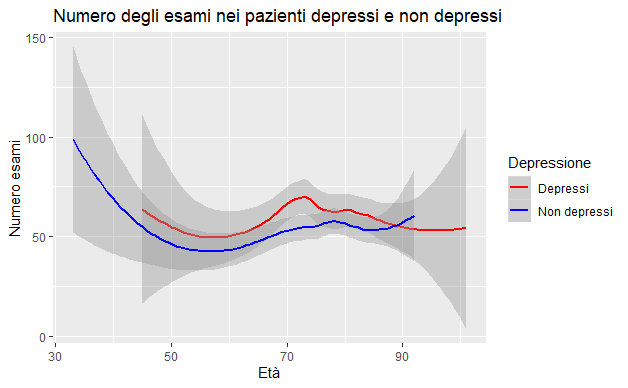 Numero degli esami nei pazienti depressi e non depressi
150
100
50
0
Numero esami
30
50
70
90
Età
Depressione
Depressi
Non depressi